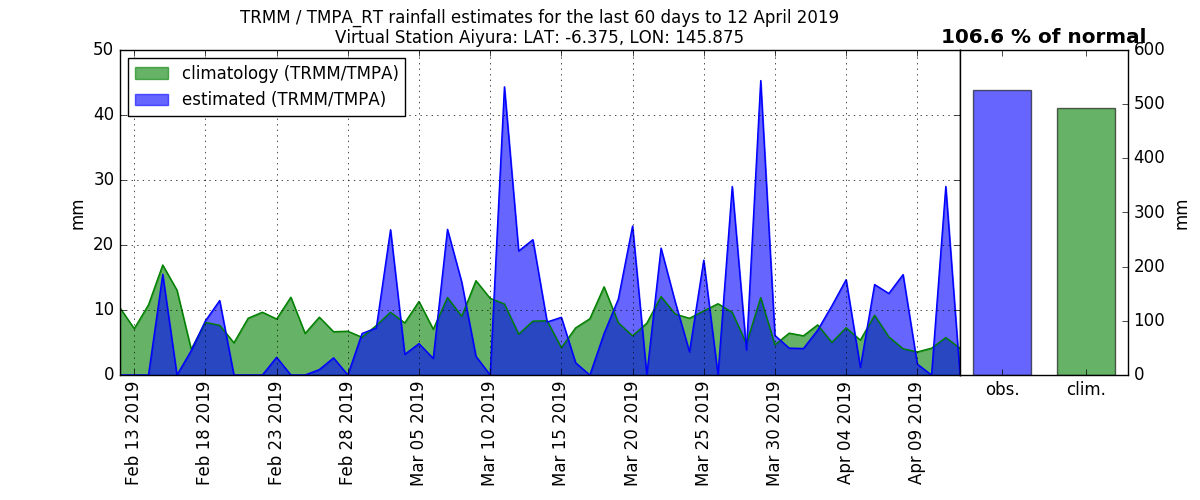 TRMM / TMPA_RT rainfall estimates for the last 60 days to 12 April 2019
Virtual Station Aiyura: LAT: -6.375, LON: 145.875
106.6 % of normal
climatology (TRMM/TMPA)
estimated (TRMM/TMPA)
50
40
30
20
10
0
mm
600
500
400
300
200
100
0
mm
obs.
clim.
Feb 13 2019
Feb 18 2019
Feb 23 2019
Feb 28 2019
Mar 05 2019
Mar 10 2019
Mar 15 2019
Mar 20 2019
Mar 25 2019
Mar 30 2019
Apr 04 2019
Apr 09 2019